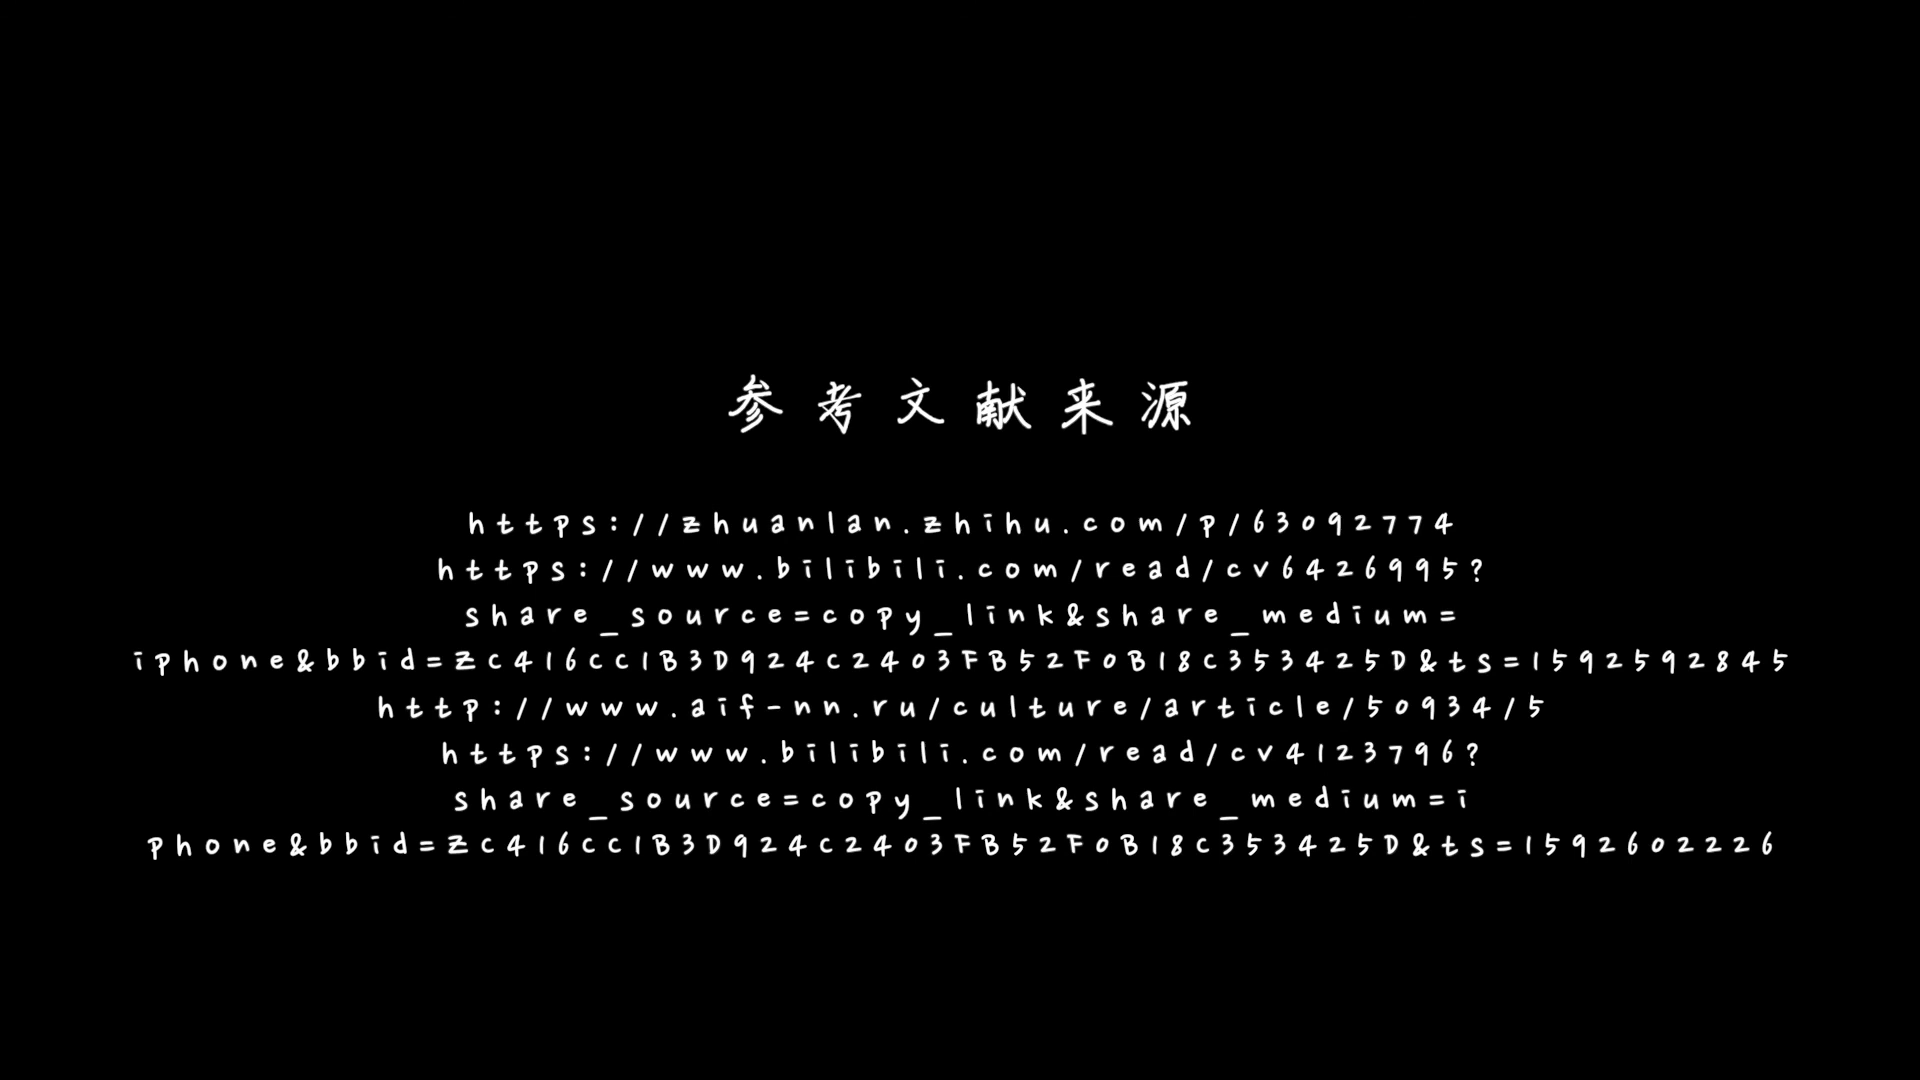 参考文献来源
https://zhuanlan.zhihu.com/p/63092774
https://www.bilibili.com/read/cv6426995?
share_source=copy_link&share_medium=
iphone&bbid=ZC416CC1B3D924C2403FB52F0B18C353425D&ts=1592592845
http://www.aif-nn.ru/culture/article/50934/5
https://www.bilibili.com/read/cv4123796?
share_source=copy_link&share_medium=i
phone&bbid=ZC416CC1B3D924C2403FB52F0B18C353425D&ts=1592602226